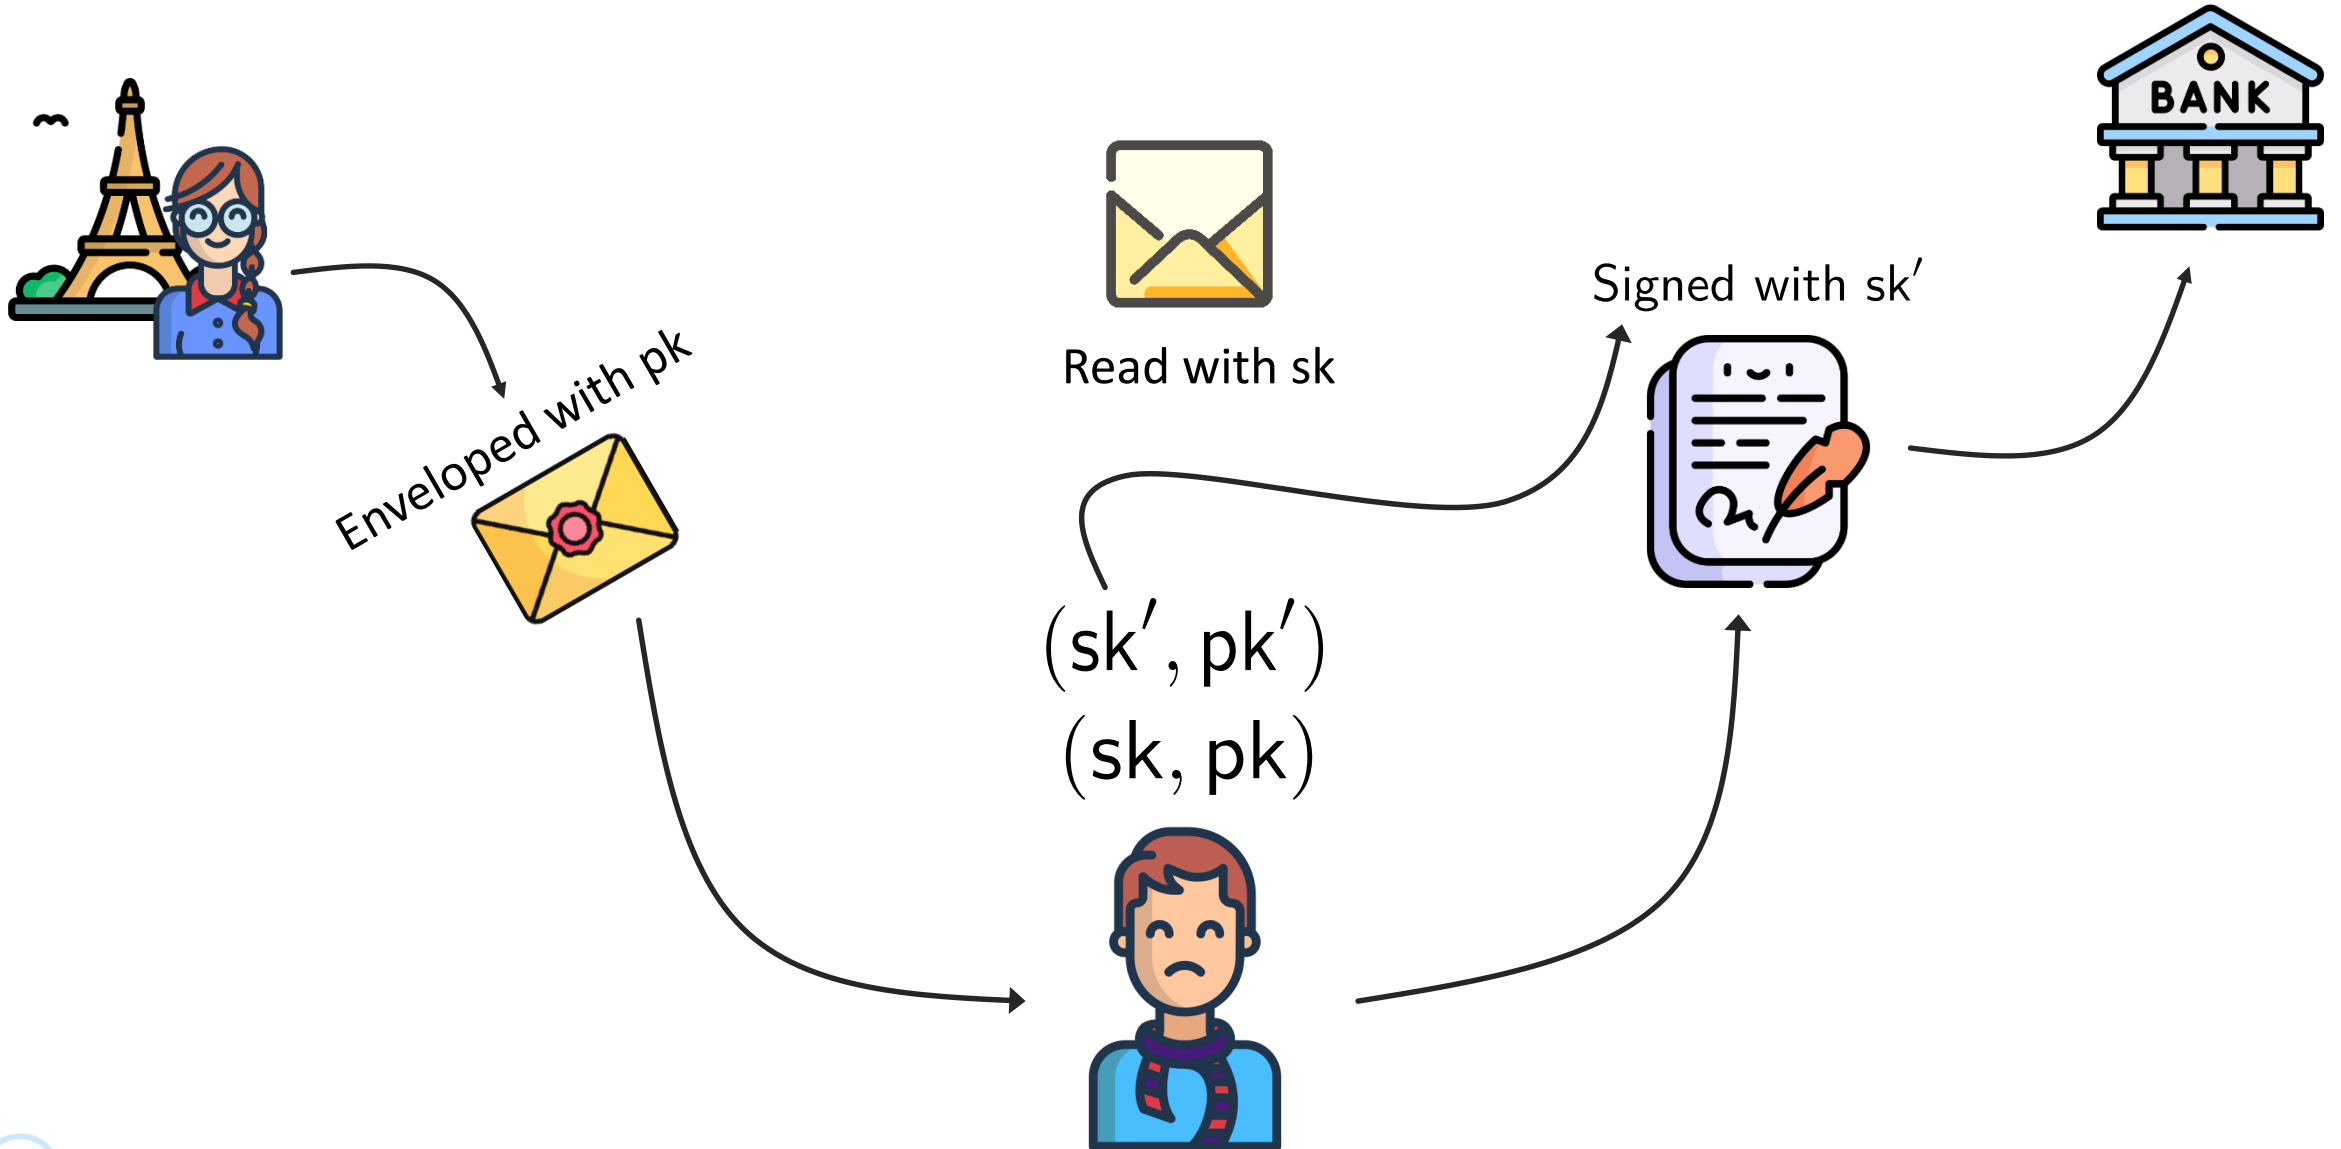 BANK
Enveloped with pk
Read with sk
Signed with sk′
(sk′, pk′)
(sk, pk)